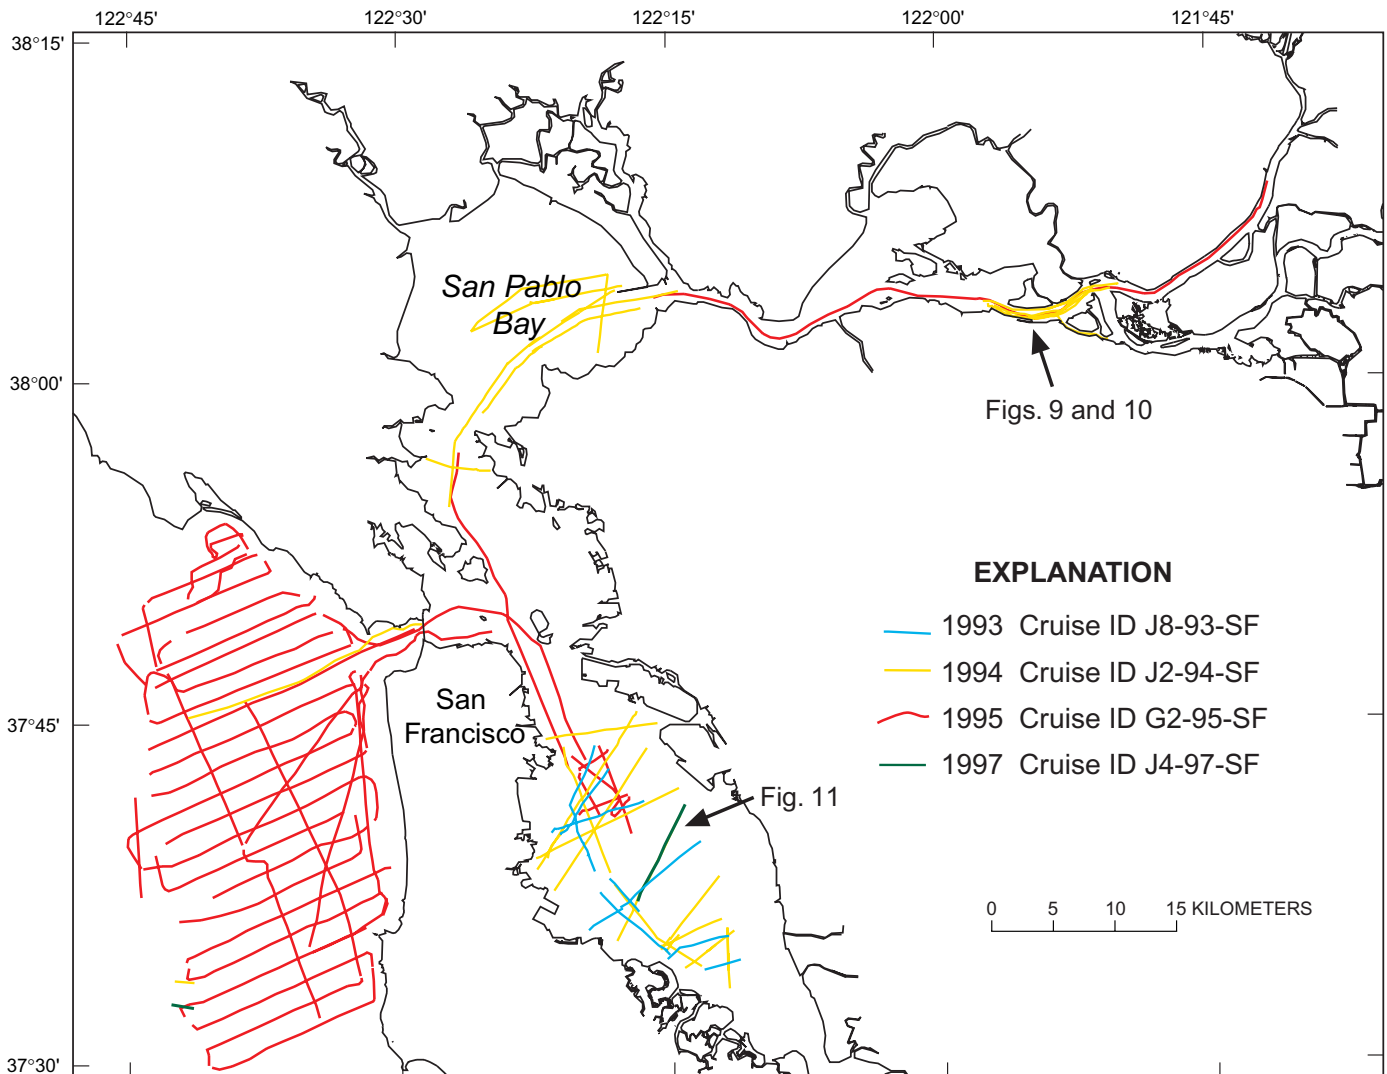 122°45' 122°30' 122°15' 122°00' 121°45'
38°15'
San Pablo
Bay
38°00'
Figs. 9 and 10
EXPLANATION
1993 Cruise ID J8-93-SF
1994 Cruise ID J2-94-SF
San
Francisco
37°45'
1995 Cruise ID G2-95-SF
1997 Cruise ID J4-97-SF
Fig. 11
0 5 10 15 KILOMETERS
37°30'